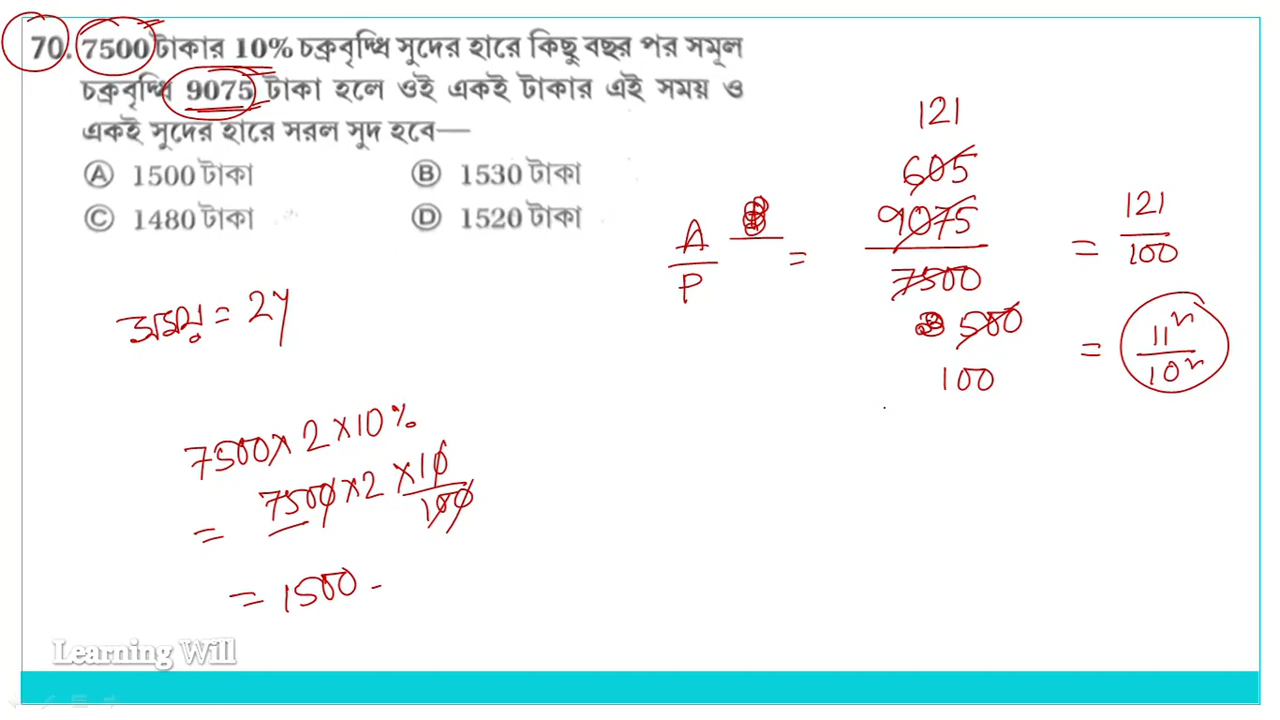 70. 7500 টাকার 10% চক্রবৃদ্ধি সুদের হারে কিছু বছর পর সমূল
চক্রবৃদ্ধি 9075 টাকা হলে ওই একই টাকার এই সময় ও
একই সুদের হারে সরল সুদ হবে—
Ⓐ 1500 টাকা Ⓑ 1530 টাকা
Ⓒ 1480 টাকা Ⓓ 1520 টাকা
সময় = 2y
7500 × 2 × 10%
= 7500 × 2 × 10/100
= 1500 -
121
605
A/P = 9075/7500 = 121/100
500
100
= 11²/10²
Learning Will